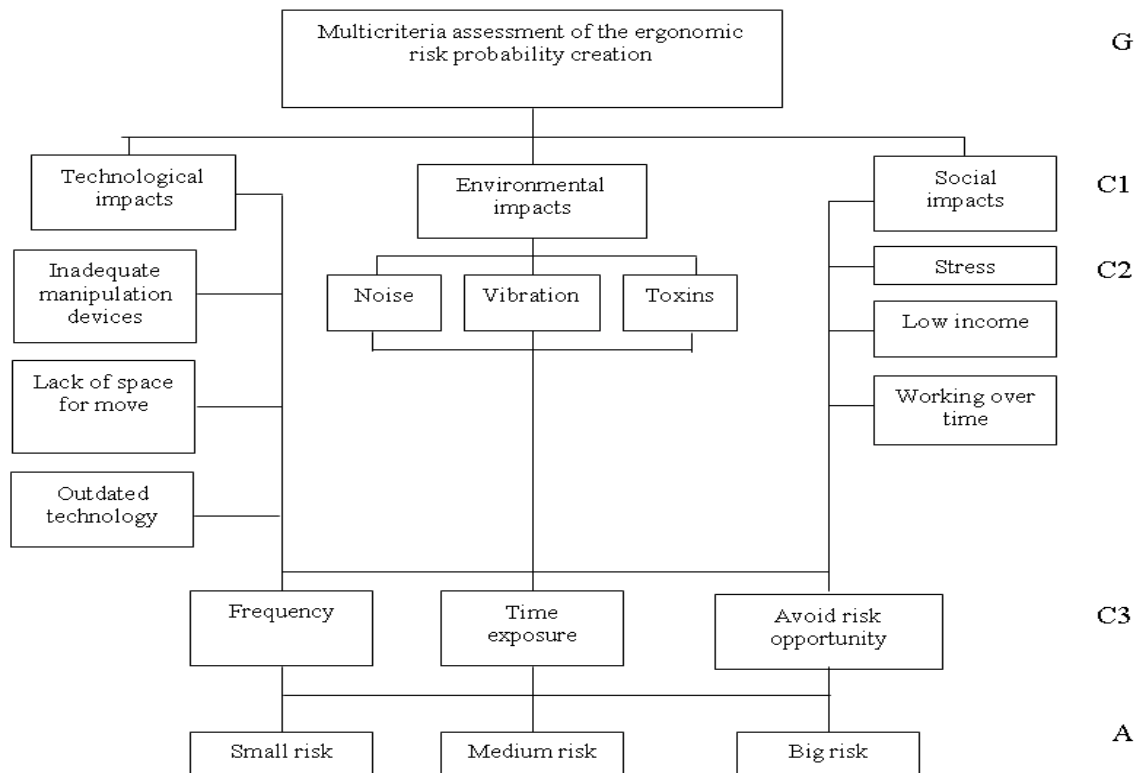 Multicriteria assessment of the ergonomic
risk probability creation
G
Technological
impacts
Environmental
impacts
Social
impacts
C1
Inadequate
manipulation
devices
Noise
Vibration
Toxins
Stress
C2
Low income
Lack of space
for move
Working over
time
Outdated
technology
Frequency
Time
exposure
Avoid risk
opportunity
C3
Small risk
Medium risk
Big risk
A